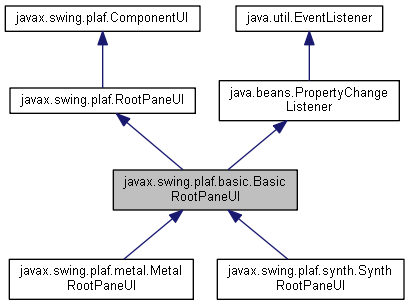 javax.swing.plaf.ComponentUI
java.util.EventListener
javax.swing.plaf.RootPaneUI
java.beans.PropertyChange
Listener
javax.swing.plaf.basic.Basic
RootPaneUI
javax.swing.plaf.metal.Metal
RootPaneUI
javax.swing.plaf.synth.Synth
RootPaneUI